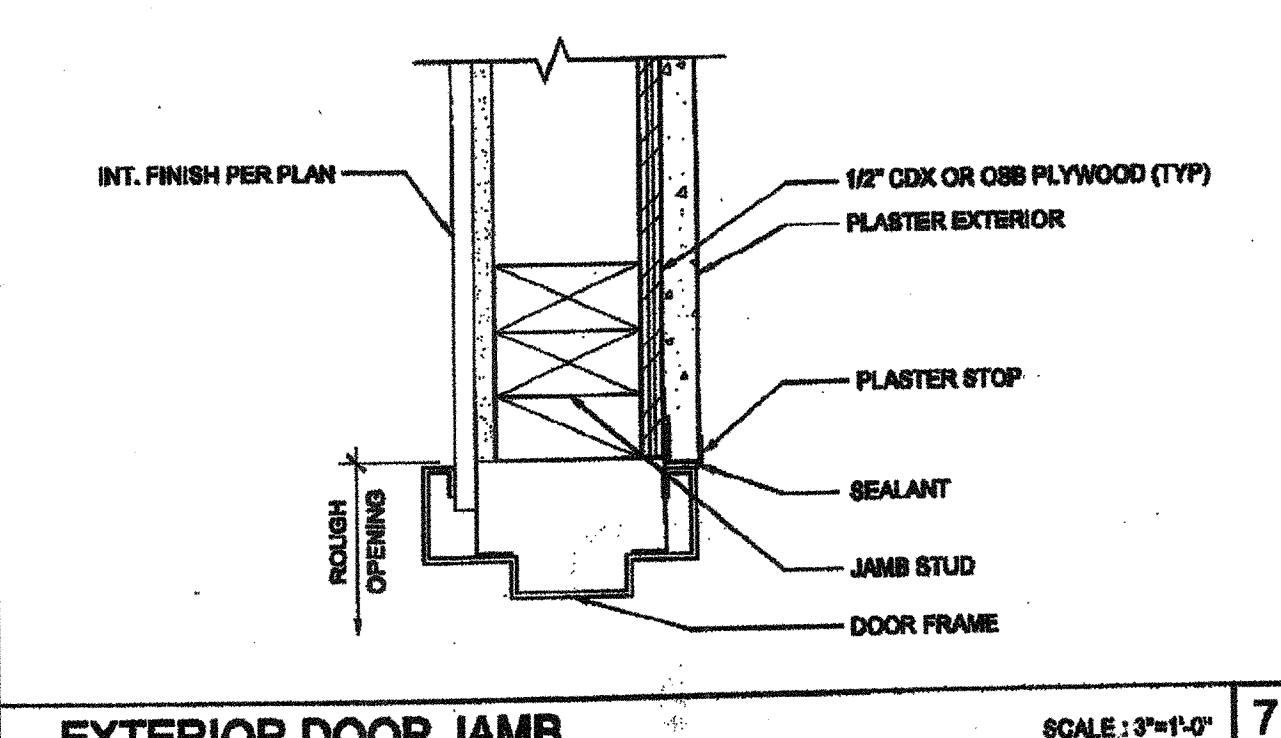 INT. FINISH PER PLAN
1/2" CDX OR OSB PLYWOOD (TYP)
PLASTER EXTERIOR
PLASTER STOP
SEALANT
ROUGH
OPENING
JAMB STUD
DOOR FRAME
EXTERIOR DOOR JAMB
SCALE : 3"=1'-0"
7